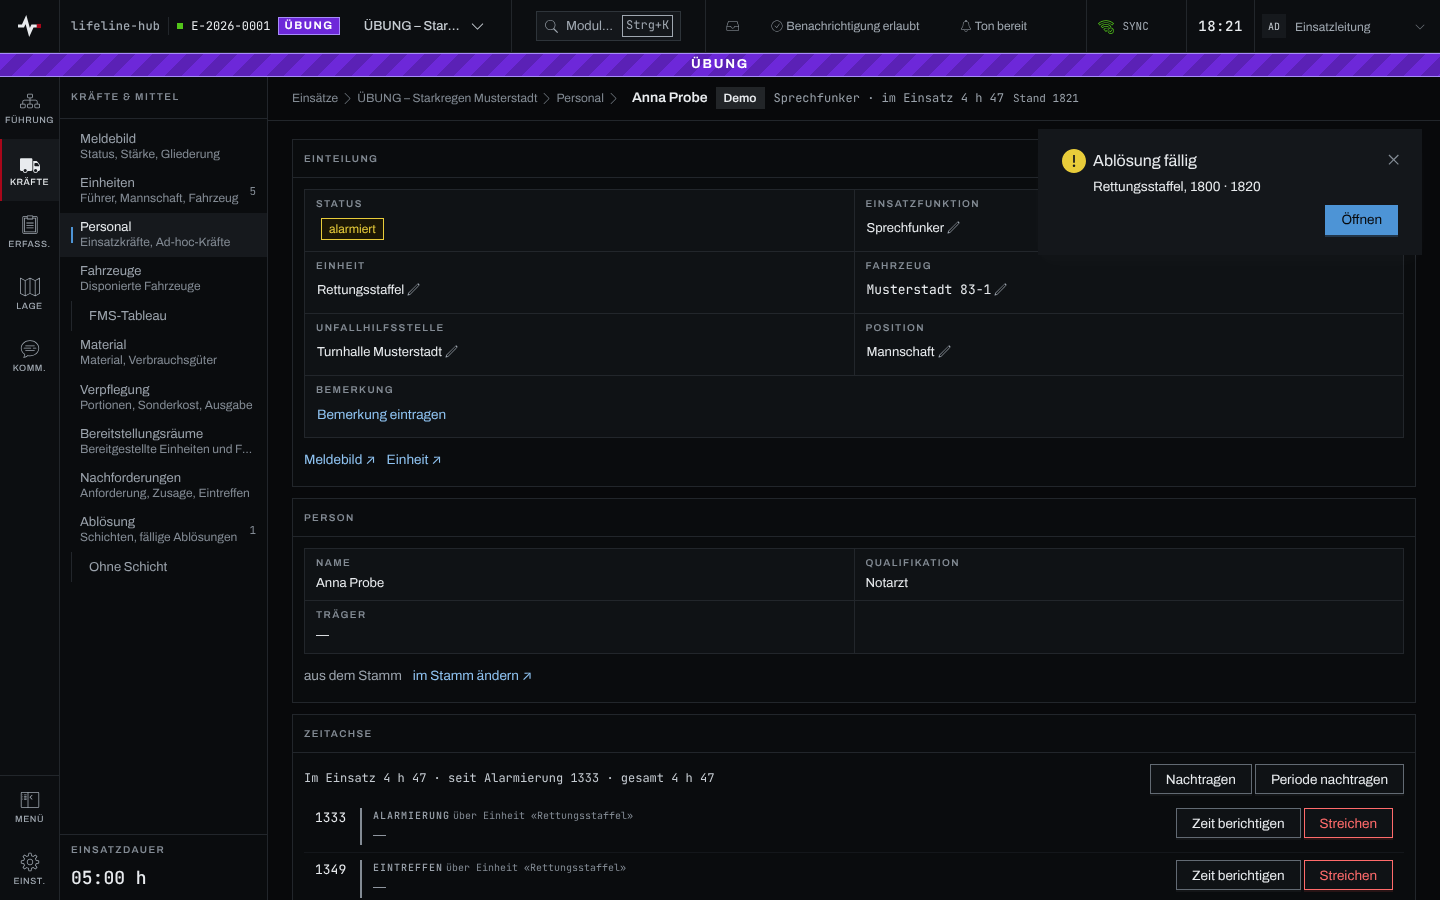 lifeline-hub
E-2026-0001 ÜBUNG
ÜBUNG – Star...
Modul... Strg+K
Benachrichtigung erlaubt
Ton bereit
SYNC
18:21
AD Einsatzleitung
ÜBUNG
FÜHRUNG
KRÄFTE
ERFASS.
LAGE
KOMM.
MENÜ
EINST.
KRÄFTE & MITTEL
Meldebild
Status, Stärke, Gliederung
Einheiten
Führer, Mannschaft, Fahrzeug 5
Personal
Einsatzkräfte, Ad-hoc-Kräfte
Fahrzeuge
Disponierte Fahrzeuge
FMS-Tableau
Material
Material, Verbrauchsgüter
Verpflegung
Portionen, Sonderkost, Ausgabe
Bereitstellungsräume
Bereitgestellte Einheiten und F...
Nachforderungen
Anforderung, Zusage, Eintreffen
Ablösung
Schichten, fällige Ablösungen 1
Ohne Schicht
EINSATZDAUER
05:00 h
Einsätze ÜBUNG – Starkregen Musterstadt Personal Anna Probe Demo Sprechfunker · im Einsatz 4 h 47 Stand 1821
Ablösung fällig
Rettungsstaffel, 1800 · 1820
Öffnen
EINTEILUNG
STATUS
alarmiert
EINSATZFUNKTION
Sprechfunker
EINHEIT
Rettungsstaffel
FAHRZEUG
Musterstadt 83-1
UNFALLHILFSSTELLE
Turnhalle Musterstadt
POSITION
Mannschaft
BEMERKUNG
Bemerkung eintragen
Meldebild ↗ Einheit ↗
PERSON
NAME
Anna Probe
QUALIFIKATION
Notarzt
TRÄGER
—
aus dem Stamm im Stamm ändern ↗
ZEITACHSE
Im Einsatz 4 h 47 · seit Alarmierung 1333 · gesamt 4 h 47
Nachtragen Periode nachtragen
1333 ALARMIERUNG über Einheit «Rettungsstaffel»
—
Zeit berichtigen Streichen
1349 EINTREFFEN über Einheit «Rettungsstaffel»
—
Zeit berichtigen Streichen